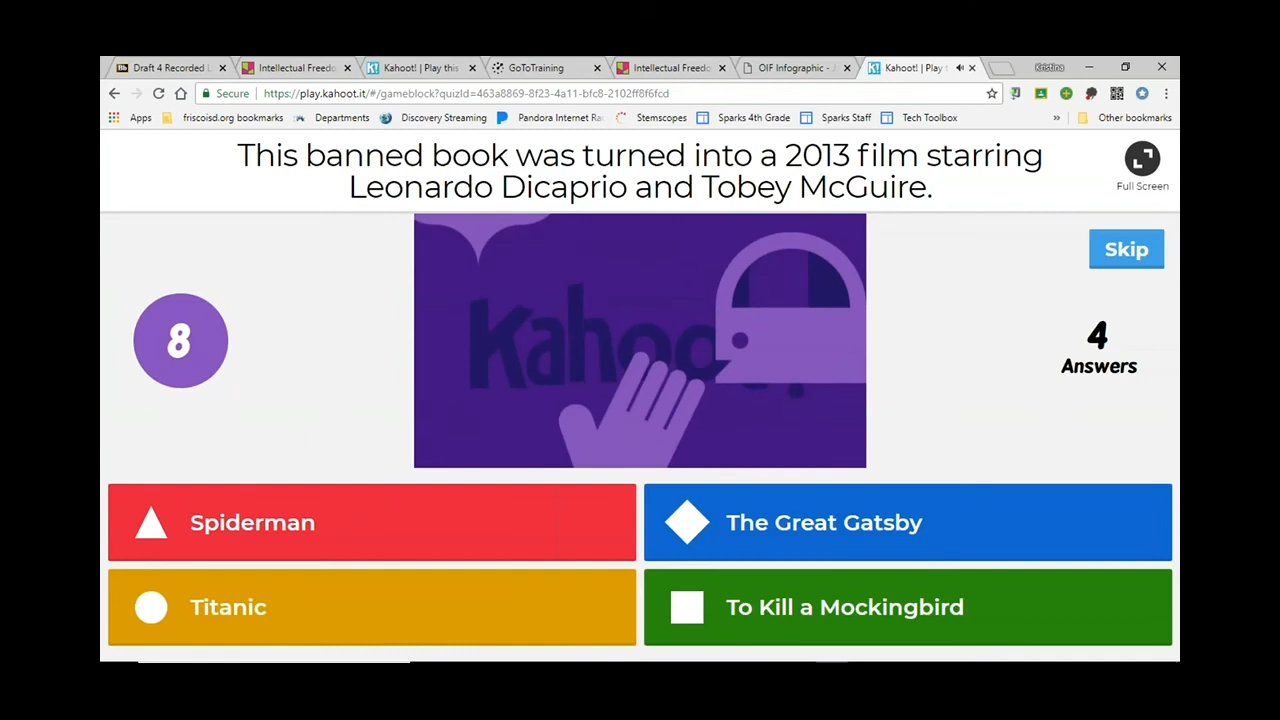 Draft 4 Recorded L
Intellectual Freedo
Kahoot! | Play this
GoToTraining
Intellectual Freedo
OIF Infographic - J
Kahoot! | Play t
Kristina
Secure
https://play.kahoot.it/#/gameblock?quizId=463a8869-8f23-4a11-bfc8-2102ff8f6fcd
Apps
friscoisd.org bookmarks
Departments
Discovery Streaming
Pandora Internet Ra
Stemscopes
Sparks 4th Grade
Sparks Staff
Tech Toolbox
»
Other bookmarks
This banned book was turned into a 2013 film starring
Leonardo Dicaprio and Tobey McGuire.
Full Screen
Kahoot!
Skip
8
4
Answers
Spiderman
The Great Gatsby
Titanic
To Kill a Mockingbird